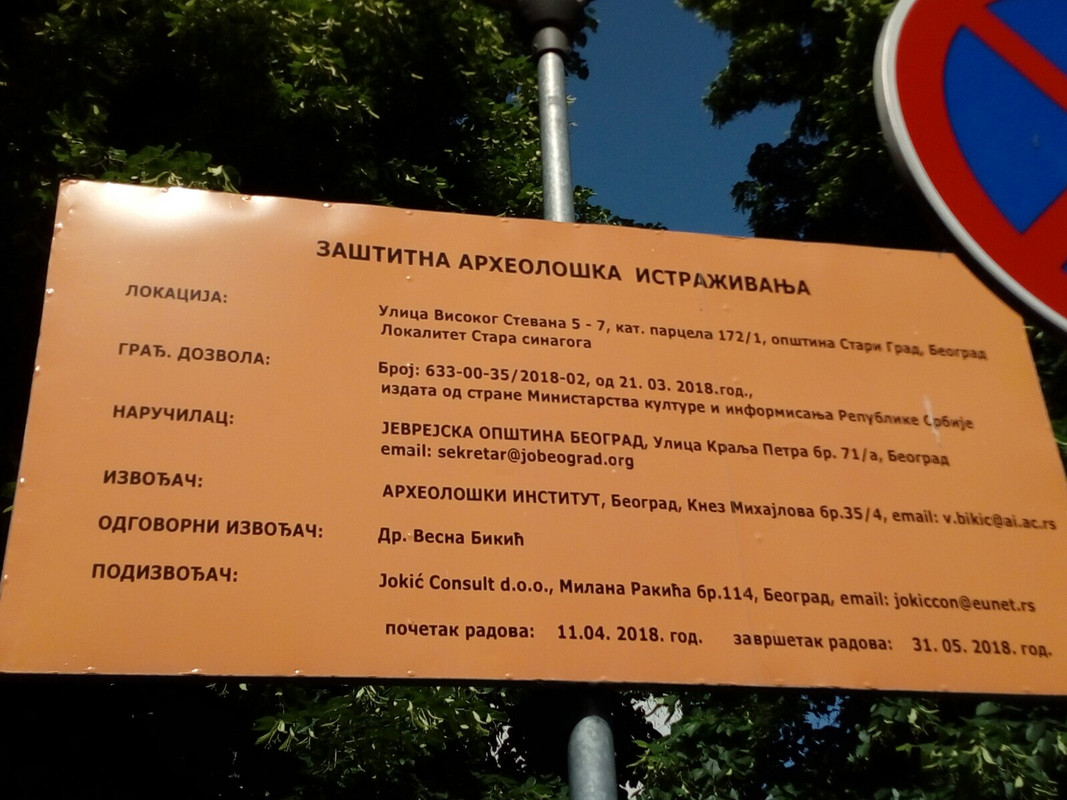 ЗАШТИТНА АРХЕОЛОШКА ИСТРАЖИВАЊА
ЛОКАЦИЈА:
Улица Високог Стевана 5 - 7, кат. парцела 172/1, општина Стари Град, Београд
Локалитет Стара синагога
ГРАЂ. ДОЗВОЛА:
Број: 633-00-35/2018-02, од 21. 03. 2018.год.,
издата од стране Министарства културе и информисања Републике Србије
НАРУЧИЛАЦ:
ЈЕВРЕЈСКА ОПШТИНА БЕОГРАД, Улица Краља Петра бр. 71/а, Београд
email: sekretar@jobeograd.org
ИЗВОЂАЧ:
АРХЕОЛОШКИ ИНСТИТУТ, Београд, Кнез Михајлова бр.35/4, email: v.bikic@ai.ac.rs
ОДГОВОРНИ ИЗВОЂАЧ:
Др. Весна Бикић
ПОДИЗВОЂАЧ:
Jokić Consult d.o.o., Милана Ракића бр.114, Београд, email: jokiccon@eunet.rs
почетак радова: 11.04. 2018. год. завршетак радова: 31. 05. 2018. год.